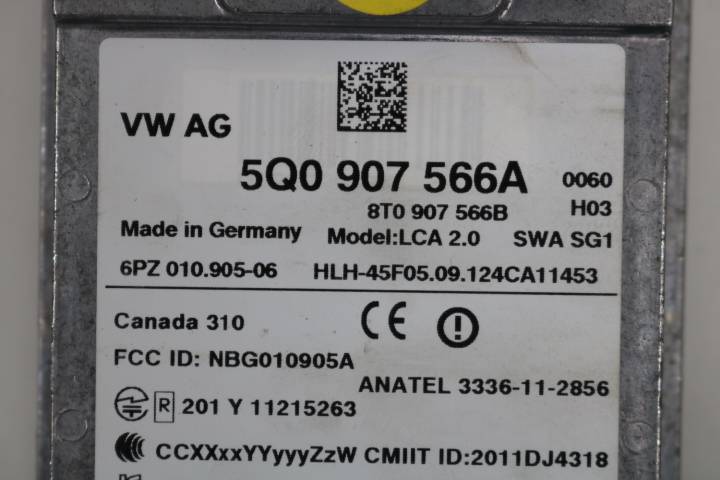 VW AG
5Q0 907 566A 0060
8T0 907 566B H03
Made in Germany Model:LCA 2.0 SWA SG1
6PZ 010.905-06 HLH-45F05.09.124CA11453
Canada 310 CE
FCC ID: NBG010905A
ANATEL 3336-11-2856
R 201 Y 11215263
CCXXxxYYyyyZzW CMIIT ID:2011DJ4318